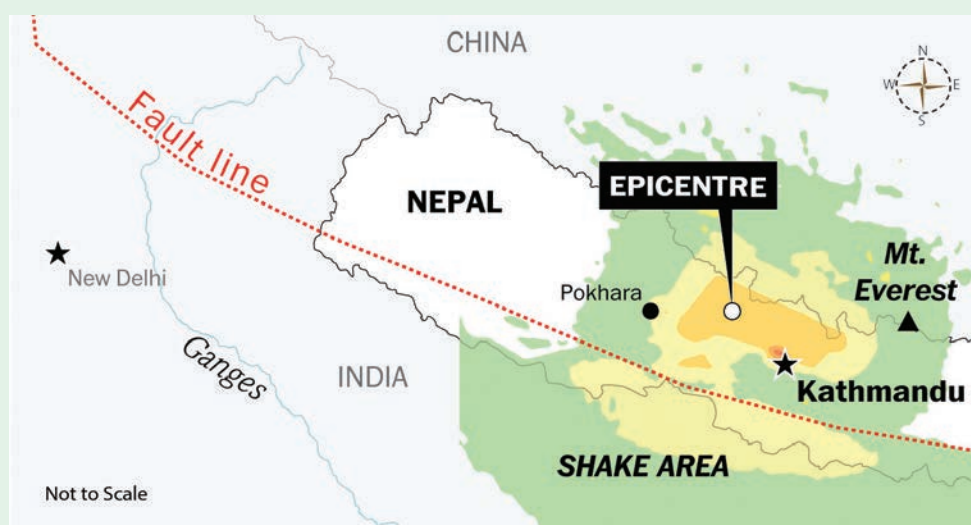 CHINA
N
W E
S
Fault line
NEPAL
EPICENTRE
New Delhi
Pokhara
Mt.
Everest
Ganges
INDIA
Kathmandu
SHAKE AREA
Not to Scale